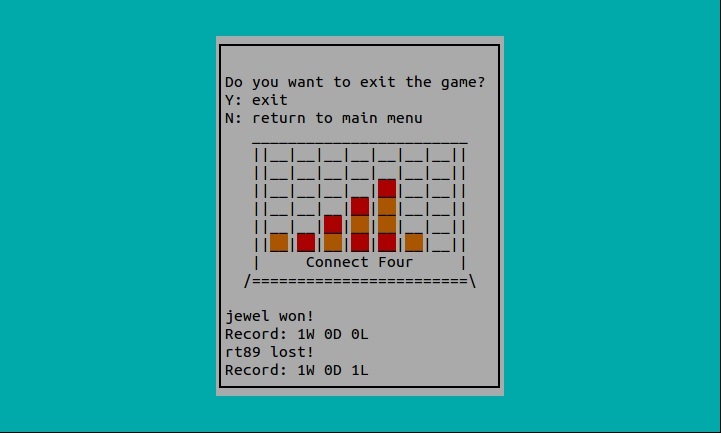 Do you want to exit the game?
Y: exit
N: return to main menu
Connect Four
jewel won!
Record: 1W 0D 0L
rt89 lost!
Record: 1W 0D 1L